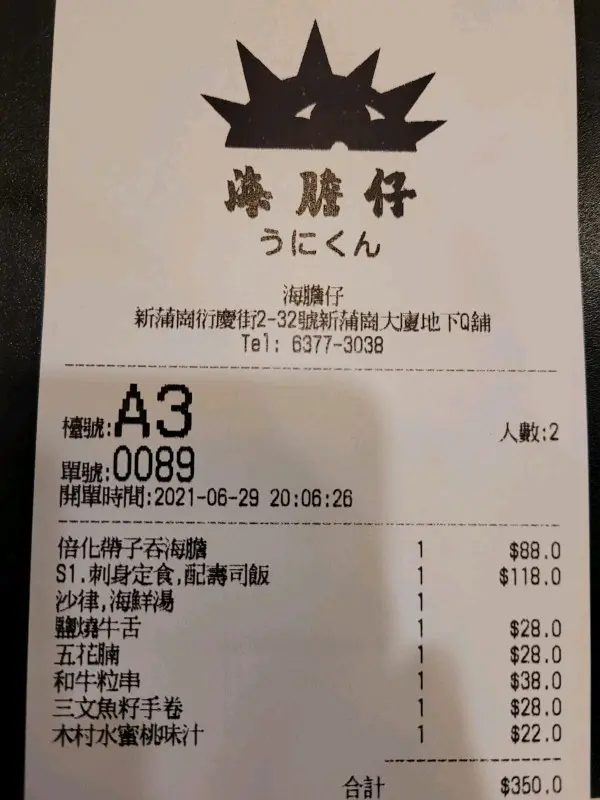 海膽仔
うにくん
海膽仔
新蒲崗衍慶街2-32號新蒲崗大廈地下Q舖
Tel: 6377-3038
檯號:A3 人數:2
單號:0089
開單時間:2021-06-29 20:06:26
倍化帶子吞海膽 1 $88.0
S1.刺身定食,配壽司飯 1 $118.0
沙律,海鮮湯 1
鹽燒牛舌 1 $28.0
五花腩 1 $28.0
和牛粒串 1 $38.0
三文魚籽手卷 1 $28.0
木村水蜜桃味汁 1 $22.0
合計 $350.0